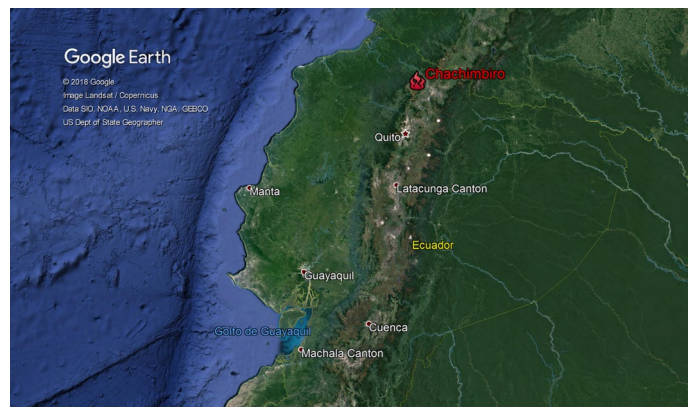 Google Earth
© 2018 Google
Image Landsat / Copernicus
Data SIO, NOAA, U.S. Navy, NGA, GEBCO
US Dept of State Geographer
Chachimbiro
Quito
Manta
Latacunga Canton
Ecuador
Guayaquil
Golfo de Guayaquil
Cuenca
Machala Canton